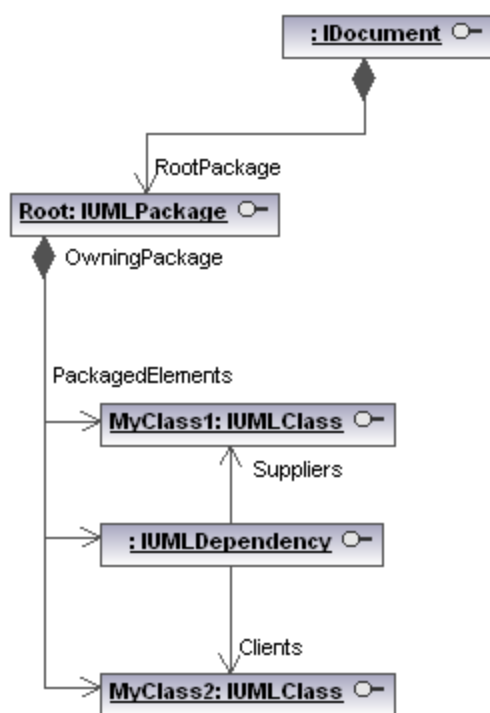 : IDocument
RootPackage
Root: IUMLPackage
OwningPackage
PackagedElements
MyClass1: IUMLClass
Suppliers
: IUMLDependency
Clients
MyClass2: IUMLClass